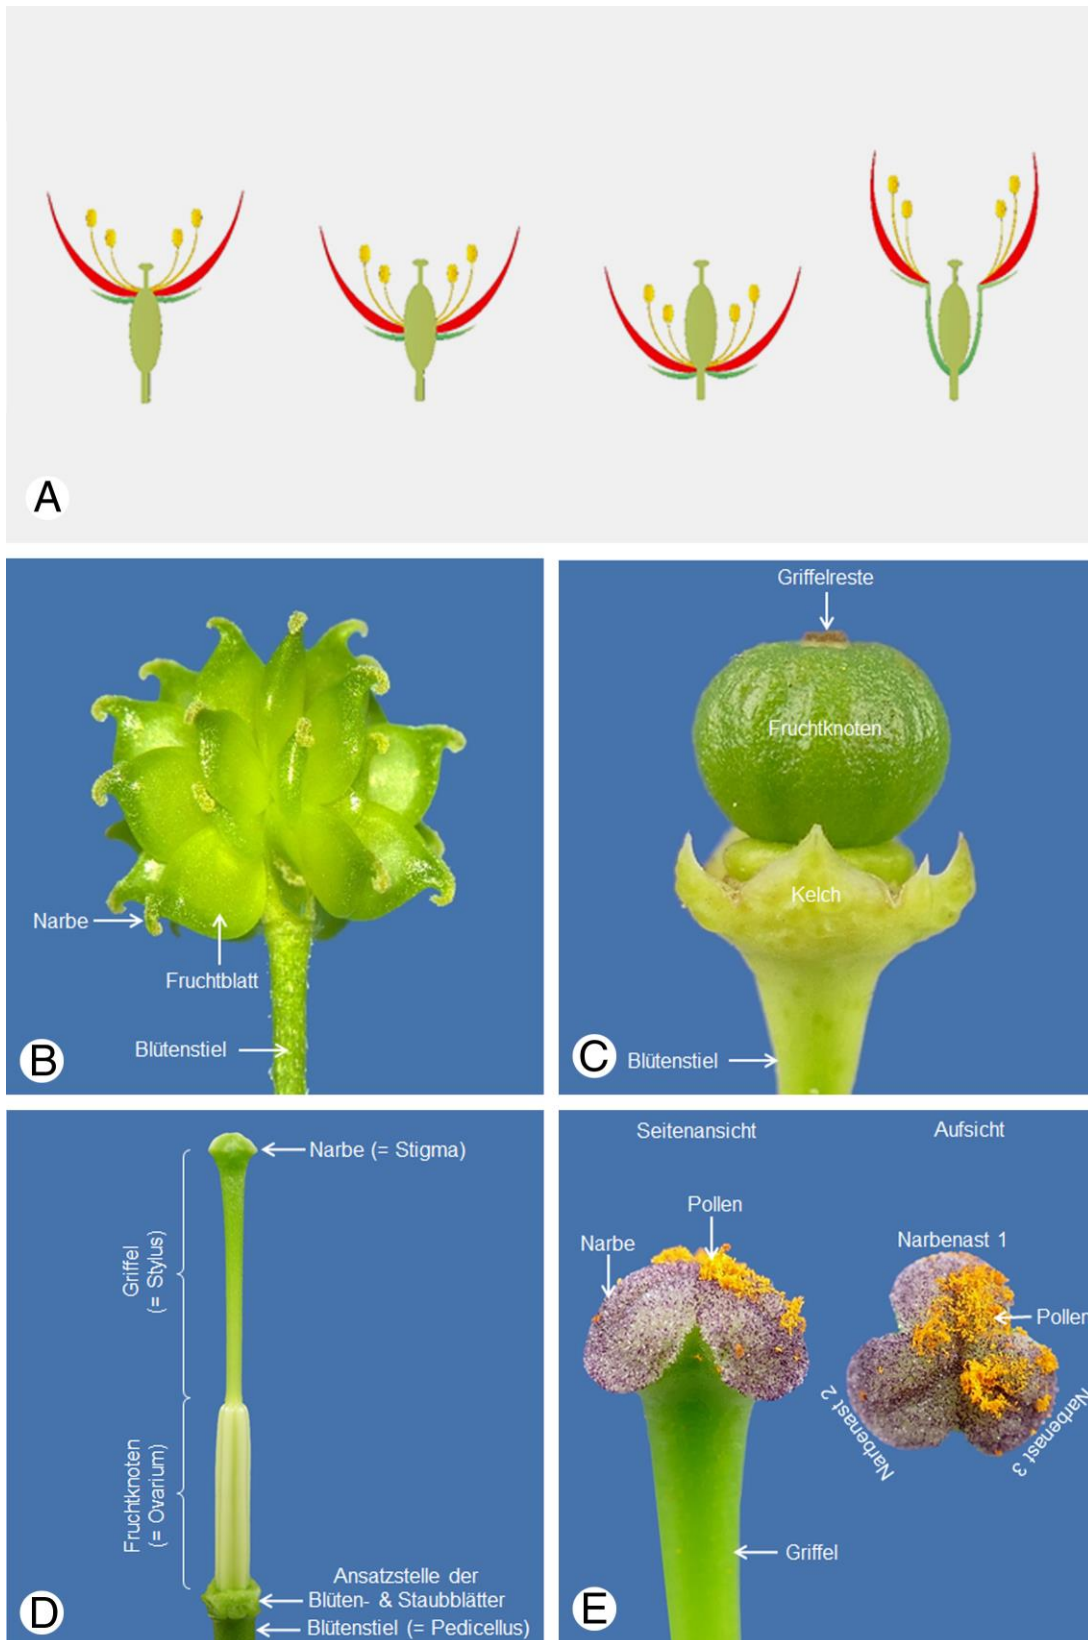 A
Narbe
Fruchtblatt
Blütenstiel
B
Griffelreste
Fruchtknoten
Kelch
Blütenstiel
C
Narbe (= Stigma)
Griffel
(= Stylus)
Fruchtknoten
(= Ovarium)
Ansatzstelle der
Blüten- & Staubblätter
Blütenstiel (= Pedicellus)
D
Seitenansicht
Aufsicht
Pollen
Narbe
Narbenast 1
Pollen
Narbenast 2
Narbenast 3
Griffel
E